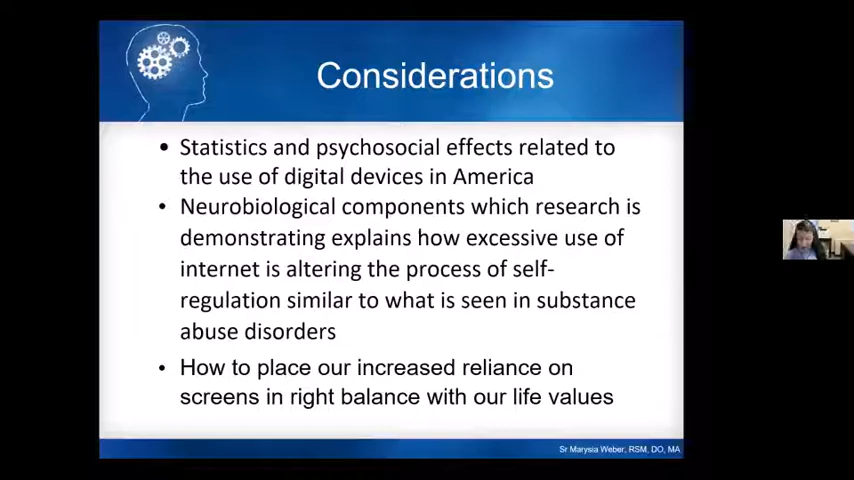 Considerations
• Statistics and psychosocial effects related to
the use of digital devices in America
• Neurobiological components which research is
demonstrating explains how excessive use of
internet is altering the process of self-
regulation similar to what is seen in substance
abuse disorders
• How to place our increased reliance on
screens in right balance with our life values
Sr Marysia Weber, RSM, DO, MA